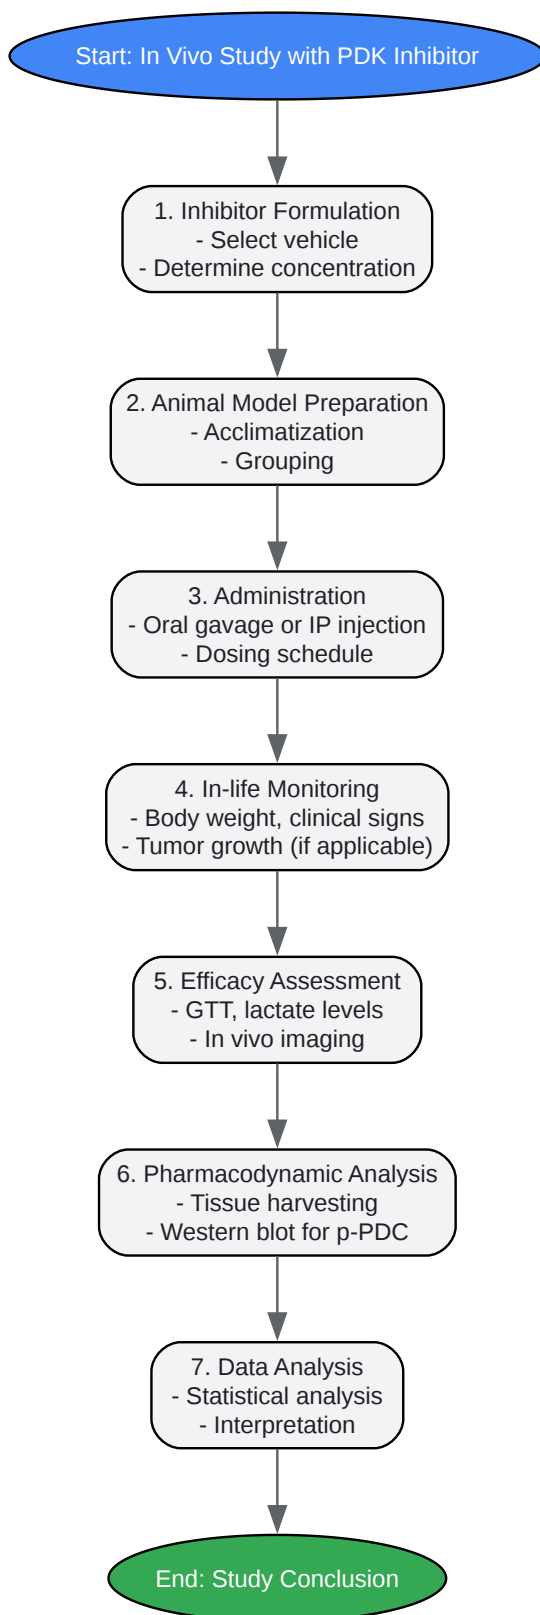 Start: In Vivo Study with PDK Inhibitor
1. Inhibitor Formulation
- Select vehicle
- Determine concentration
2. Animal Model Preparation
- Acclimatization
- Grouping
3. Administration
- Oral gavage or IP injection
- Dosing schedule
4. In-life Monitoring
- Body weight, clinical signs
- Tumor growth (if applicable)
5. Efficacy Assessment
- GTT, lactate levels
- In vivo imaging
6. Pharmacodynamic Analysis
- Tissue harvesting
- Western blot for p-PDC
7. Data Analysis
- Statistical analysis
- Interpretation
End: Study Conclusion